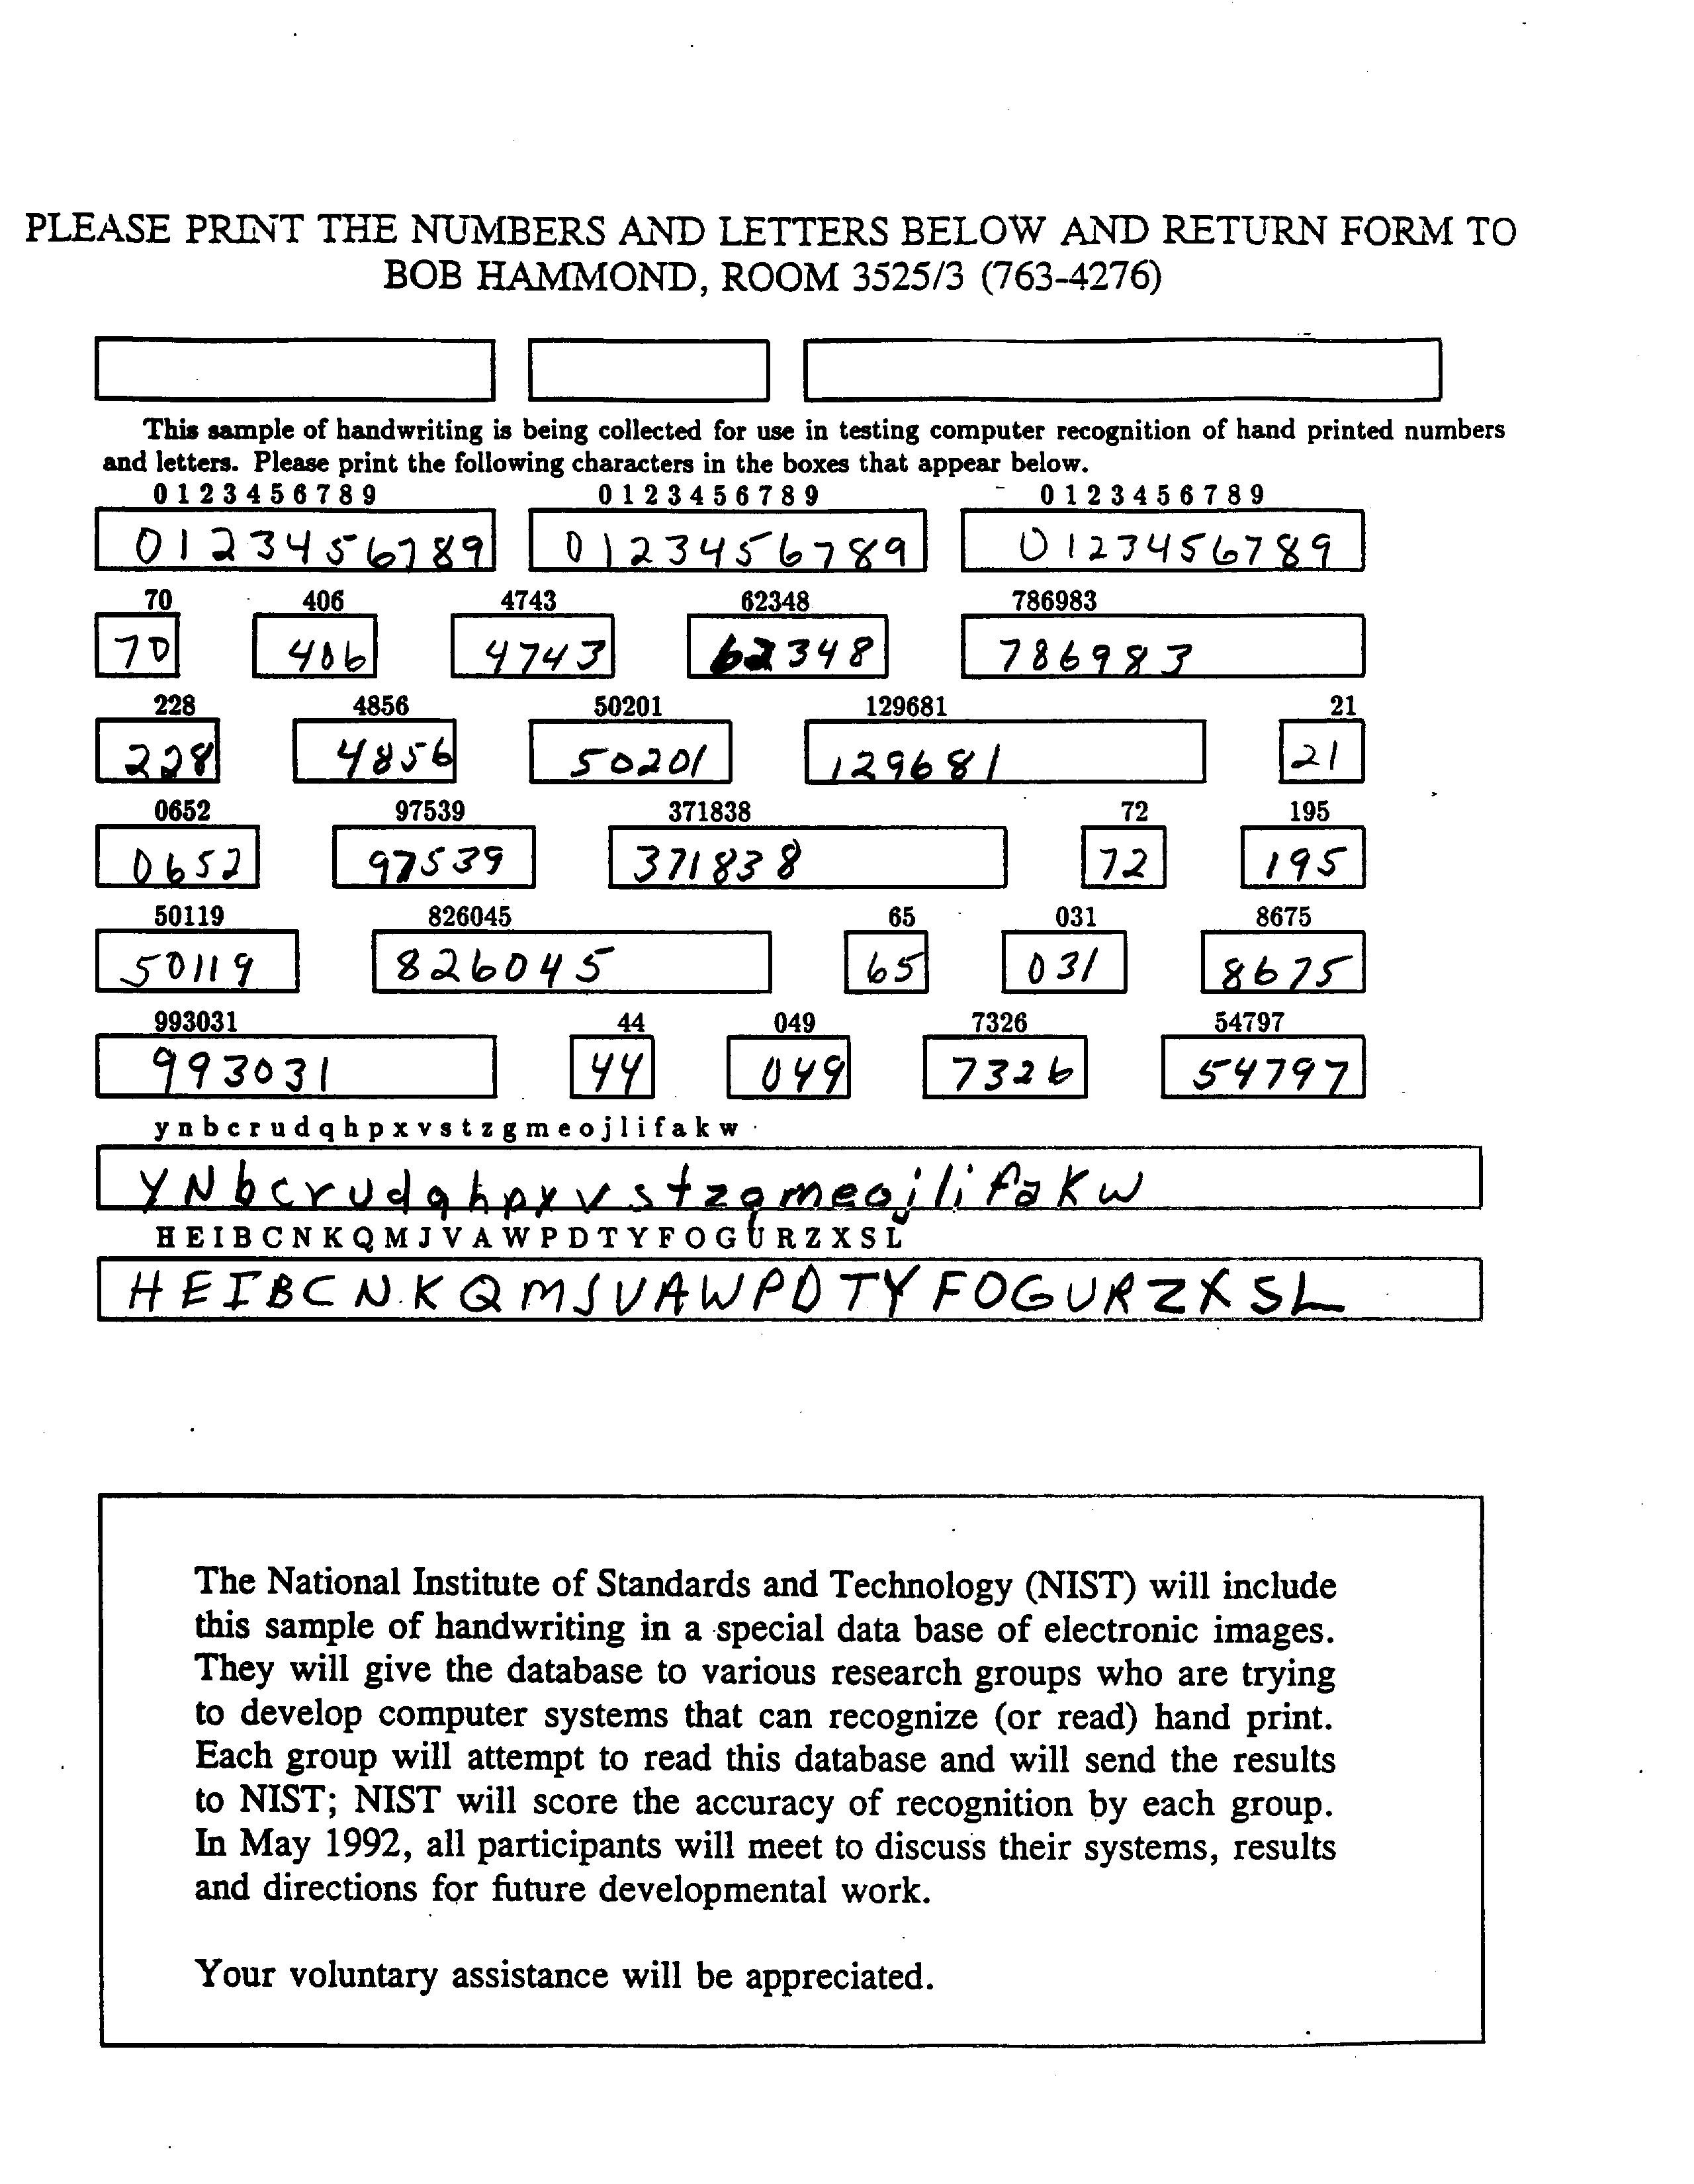 PLEASE PRINT THE NUMBERS AND LETTERS BELOW AND RETURN FORM TO
BOB HAMMOND, ROOM 3525/3 (763-4276)
This sample of handwriting is being collected for use in testing computer recognition of hand printed numbers
and letters. Please print the following characters in the boxes that appear below.
0 1 2 3 4 5 6 7 8 9 0 1 2 3 4 5 6 7 8 9 0 1 2 3 4 5 6 7 8 9
0123456789 0123456789 0123456789
70 406 4743 62348 786983
70 406 4743 62348 786983
228 4856 50201 129681 21
228 4856 50201 129681 21
0652 97539 371838 72 195
0652 97539 371838 72 195
50119 826045 65 031 8675
50119 826045 65 031 8675
993031 44 049 7326 54797
993031 44 049 7326 54797
y n b c r u d q h p x v s t z g m e o j l i f a k w
YNbcrudqhpxvstzgmeojlifaKw
H E I B C N K Q M J V A W P D T Y F O G U R Z X S L
HEIBCNKQMJVAWPDTYFOGURZXSL
The National Institute of Standards and Technology (NIST) will include
this sample of handwriting in a special data base of electronic images.
They will give the database to various research groups who are trying
to develop computer systems that can recognize (or read) hand print.
Each group will attempt to read this database and will send the results
to NIST; NIST will score the accuracy of recognition by each group.
In May 1992, all participants will meet to discuss their systems, results
and directions for future developmental work.
Your voluntary assistance will be appreciated.